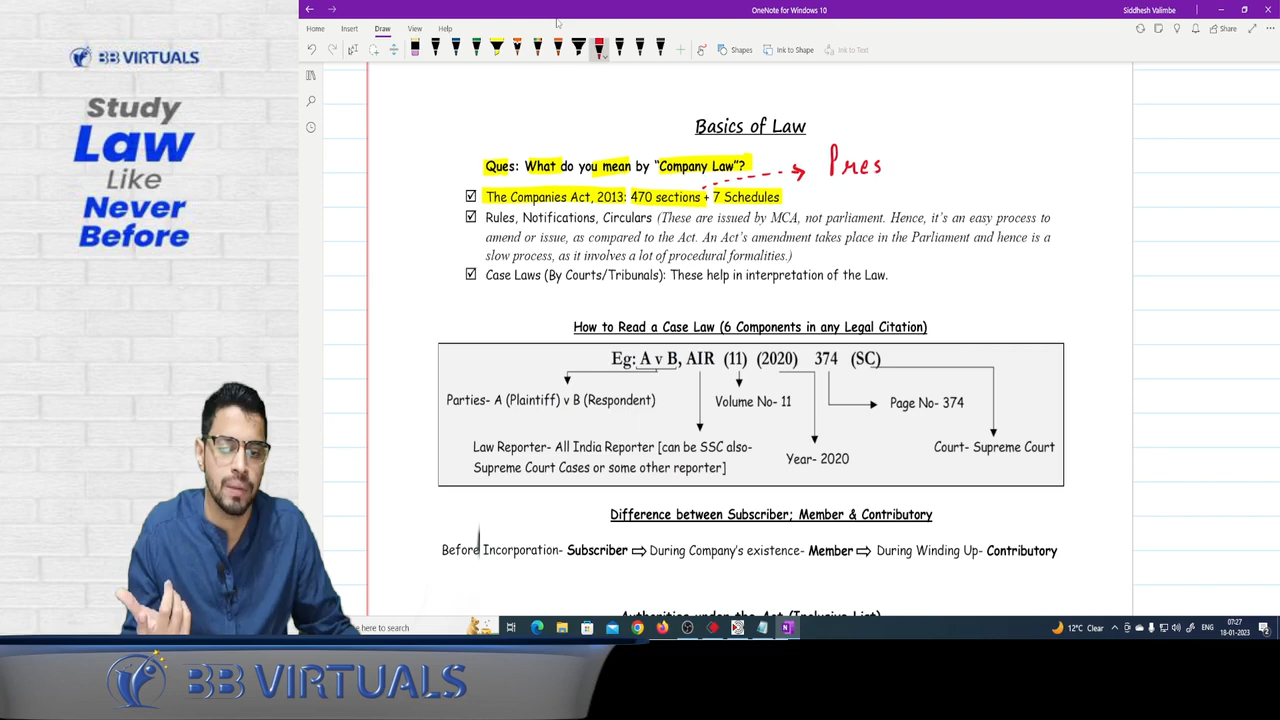 OneNote for Windows 10
Siddhesh Valimbe
Home Insert Draw View Help
Share
Shapes Ink to Shape Ink to Text
BB VIRTUALS
Study
Law
Like
Never
Before
Basics of Law
Ques: What do you mean by “Company Law”?
Pres
The Companies Act, 2013: 470 sections + 7 Schedules
Rules, Notifications, Circulars (These are issued by MCA, not parliament. Hence, it’s an easy process to
amend or issue, as compared to the Act. An Act’s amendment takes place in the Parliament and hence is a
slow process, as it involves a lot of procedural formalities.)
Case Laws (By Courts/Tribunals): These help in interpretation of the Law.
How to Read a Case Law (6 Components in any Legal Citation)
Eg: A v B, AIR (11) (2020) 374 (SC)
Parties- A (Plaintiff) v B (Respondent)
Volume No- 11
Page No- 374
Law Reporter- All India Reporter [can be SSC also-
Supreme Court Cases or some other reporter]
Year- 2020
Court- Supreme Court
Difference between Subscriber; Member & Contributory
Before Incorporation- Subscriber ⇨ During Company’s existence- Member ⇨ During Winding Up- Contributory
Authorities under the Act (Inclusive List)
here to search
12°C Clear
ENG
07:27
18-01-2023
2
BB VIRTUALS